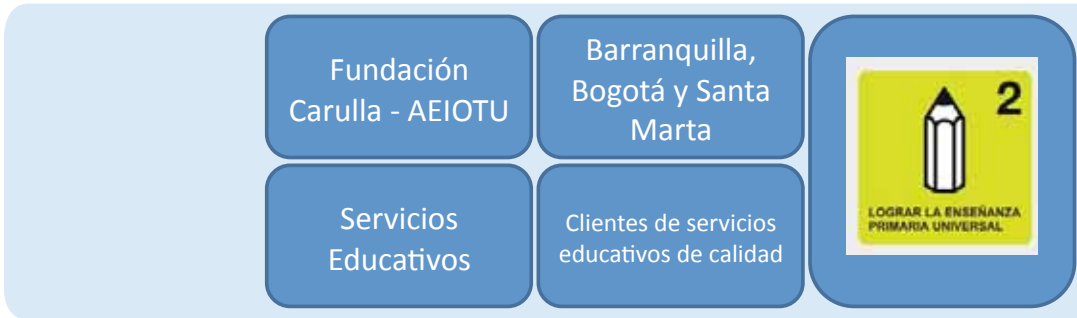 Fundación
Carulla - AEIOTU
Barranquilla,
Bogotá y Santa
Marta
2
LOGRAR LA ENSEÑANZA
PRIMARIA UNIVERSAL
Servicios
Educativos
Clientes de servicios
educativos de calidad